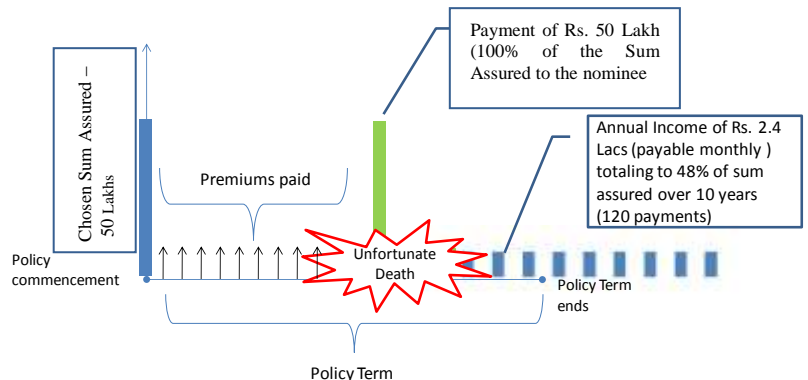 Chosen Sum Assured –
50 Lakhs
Payment of Rs. 50 Lakh
(100% of the Sum
Assured to the nominee
Annual Income of Rs. 2.4
Lacs (payable monthly )
totaling to 48% of sum
assured over 10 years
(120 payments)
Premiums paid
Unfortunate
Death
Policy
commencement
Policy Term
ends
Policy Term